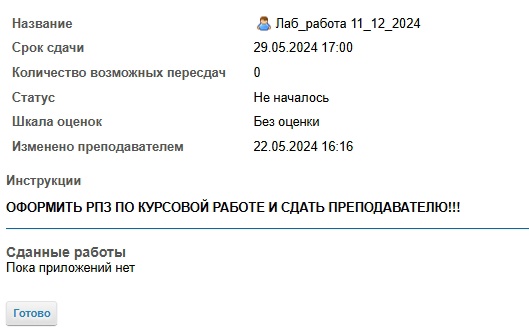 Название Лаб_работа 11_12_2024
Срок сдачи 29.05.2024 17:00
Количество возможных пересдач 0
Статус Не началось
Шкала оценок Без оценки
Изменено преподавателем 22.05.2024 16:16
Инструкции
ОФОРМИТЬ РПЗ ПО КУРСОВОЙ РАБОТЕ И СДАТЬ ПРЕПОДАВАТЕЛЮ!!!
Сданные работы
Пока приложений нет
Готово